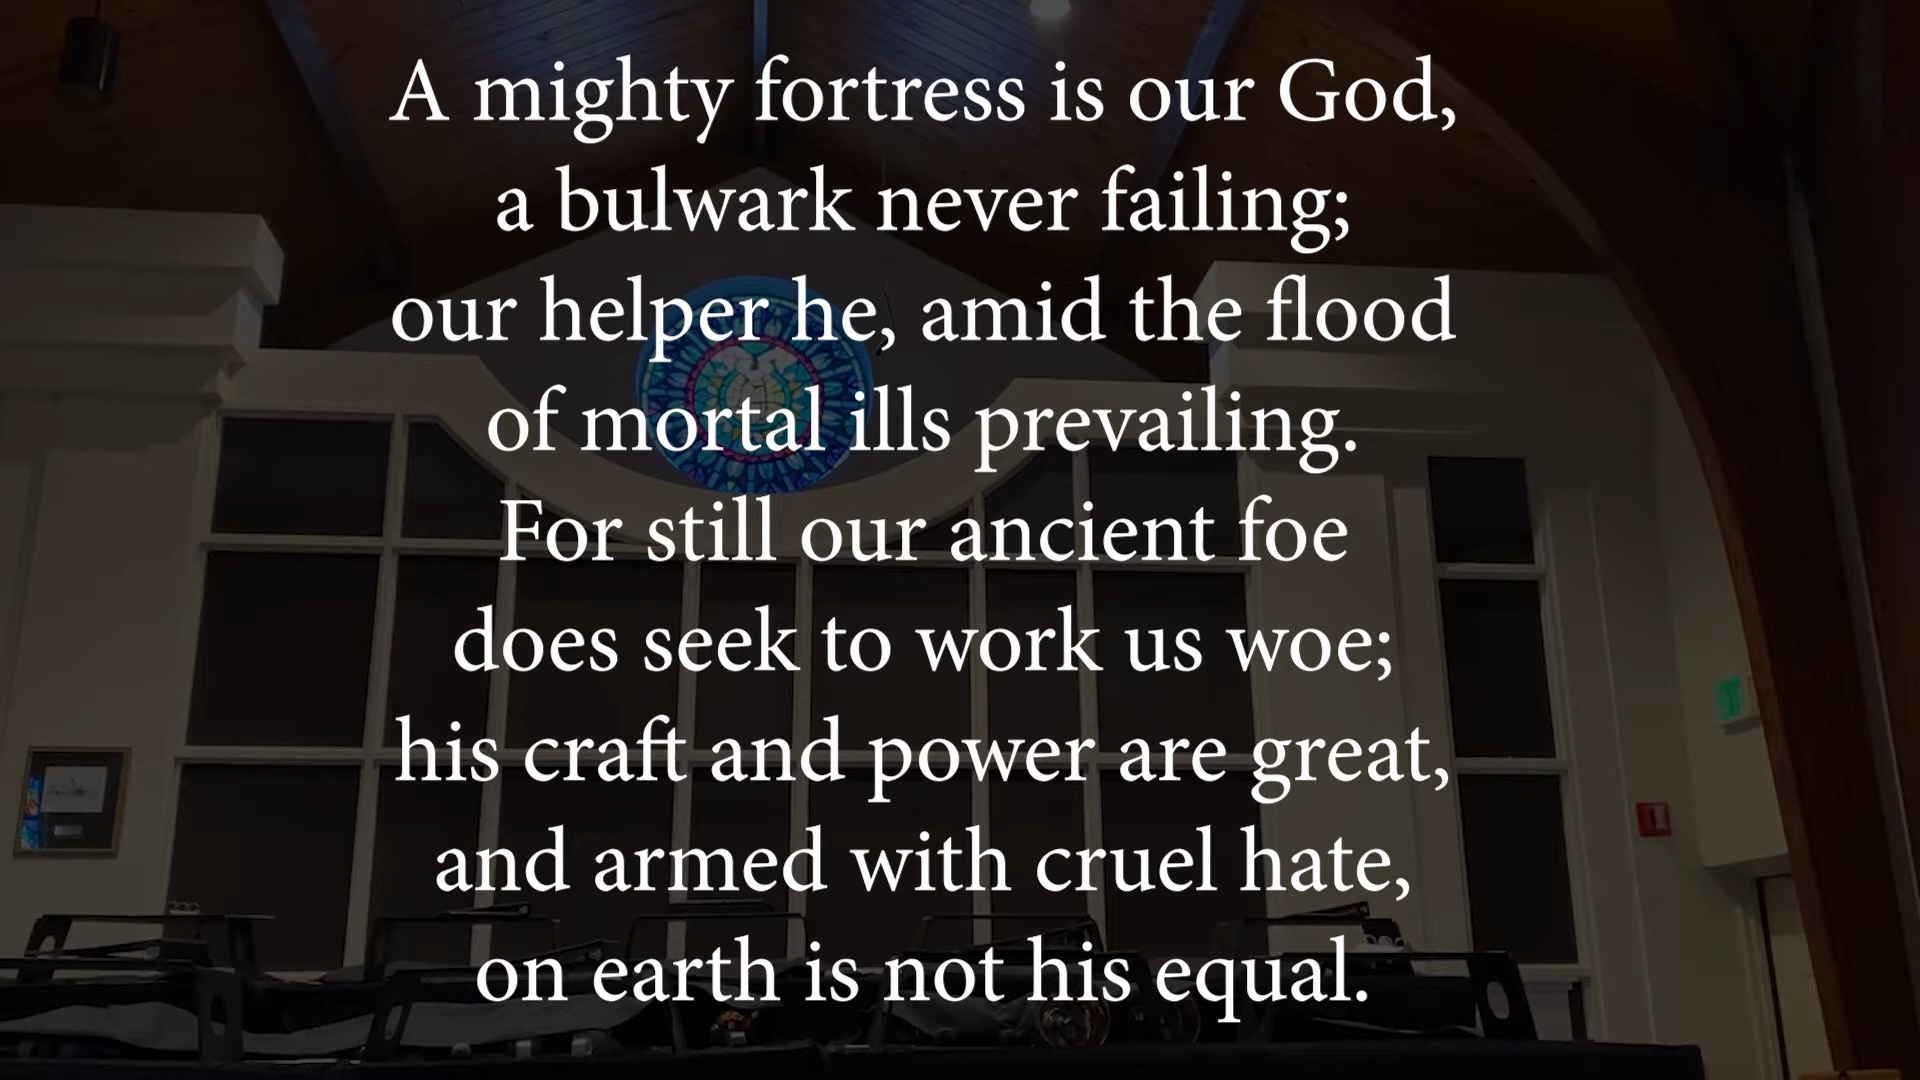 A mighty fortress is our God,
a bulwark never failing;
our helper he, amid the flood
of mortal ills prevailing.
For still our ancient foe
does seek to work us woe;
his craft and power are great,
and armed with cruel hate,
on earth is not his equal.